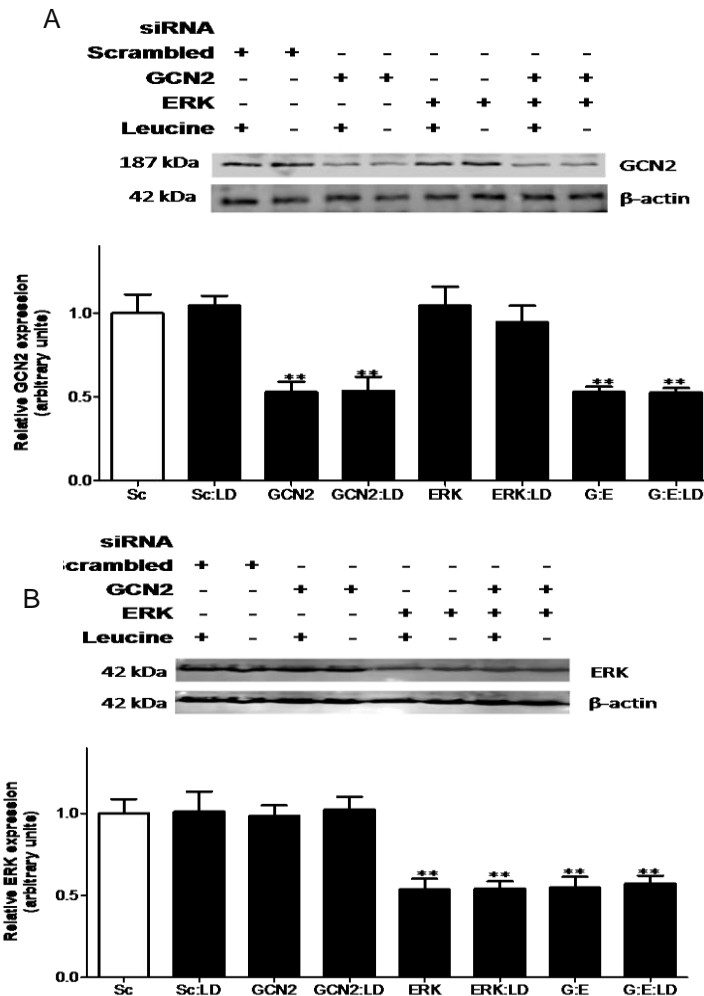 A
siRNA
Scrambled + + - - - - - -
GCN2 - - + + - - + +
ERK - - - - + + + +
Leucine + - + - + - + -
187 kDa GCN2
42 kDa β-actin
Relative GCN2 expression
(arbitrary units)
1.0
0.5
0.0
** ** ** **
Sc Sc:LD GCN2 GCN2:LD ERK ERK:LD G:E G:E:LD
B
siRNA
crambled + + - - - - - -
GCN2 - - + + - - + +
ERK - - - - + + + +
Leucine + - + - + - + -
42 kDa ERK
42 kDa β-actin
Relative ERK expression
(arbitrary units)
1.0
0.5
0.0
** ** ** **
Sc Sc:LD GCN2 GCN2:LD ERK ERK:LD G:E G:E:LD